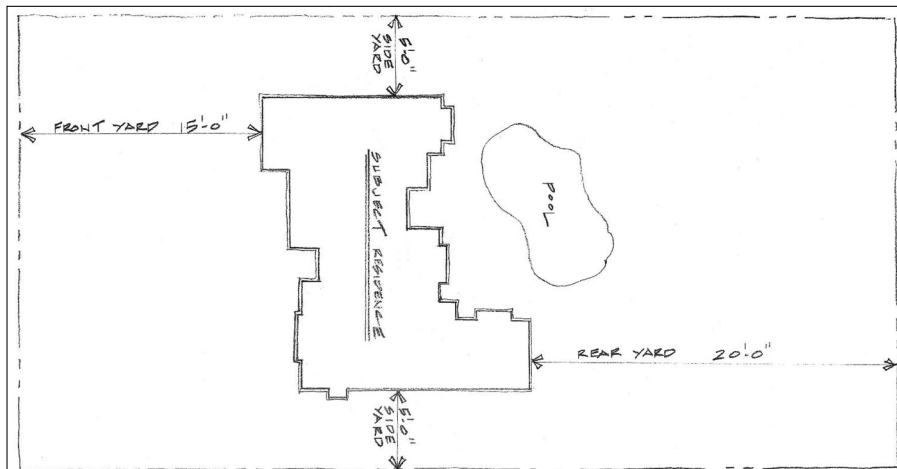 5'-0"
SIDE
YARD
FRONT YARD 15'-0"
SUBJECT RESIDENCE
POOL
REAR YARD 20'-0"
5'-0"
SIDE
YARD